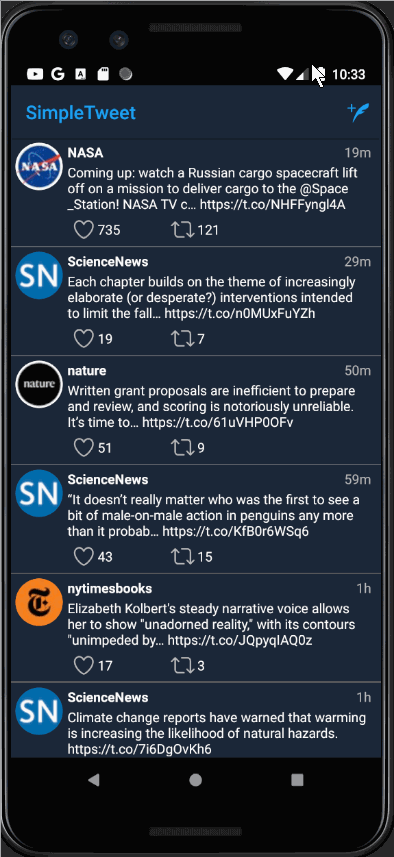 10:33
SimpleTweet
NASA 19m
Coming up: watch a Russian cargo spacecraft lift
off on a mission to deliver cargo to the @Space
_Station! NASA TV c… https://t.co/NHFFyngl4A
735 121
SN
ScienceNews 29m
Each chapter builds on the theme of increasingly
elaborate (or desperate?) interventions intended
to limit the fall… https://t.co/n0MUxFuYZh
19 7
nature
nature 50m
Written grant proposals are inefficient to prepare
and review, and scoring is notoriously unreliable.
It's time to… https://t.co/61uVHP0OFv
51 9
SN
ScienceNews 59m
“It doesn’t really matter who was the first to see a
bit of male-on-male action in penguins any more
than it probab… https://t.co/KfB0r6WSq6
43 15
nytimesbooks 1h
Elizabeth Kolbert's steady narrative voice allows
her to show "unadorned reality," with its contours
"unimpeded by… https://t.co/JQpyqIAQ0z
17 3
SN
ScienceNews 1h
Climate change reports have warned that warming
is increasing the likelihood of natural hazards.
https://t.co/7i6DgOvKh6